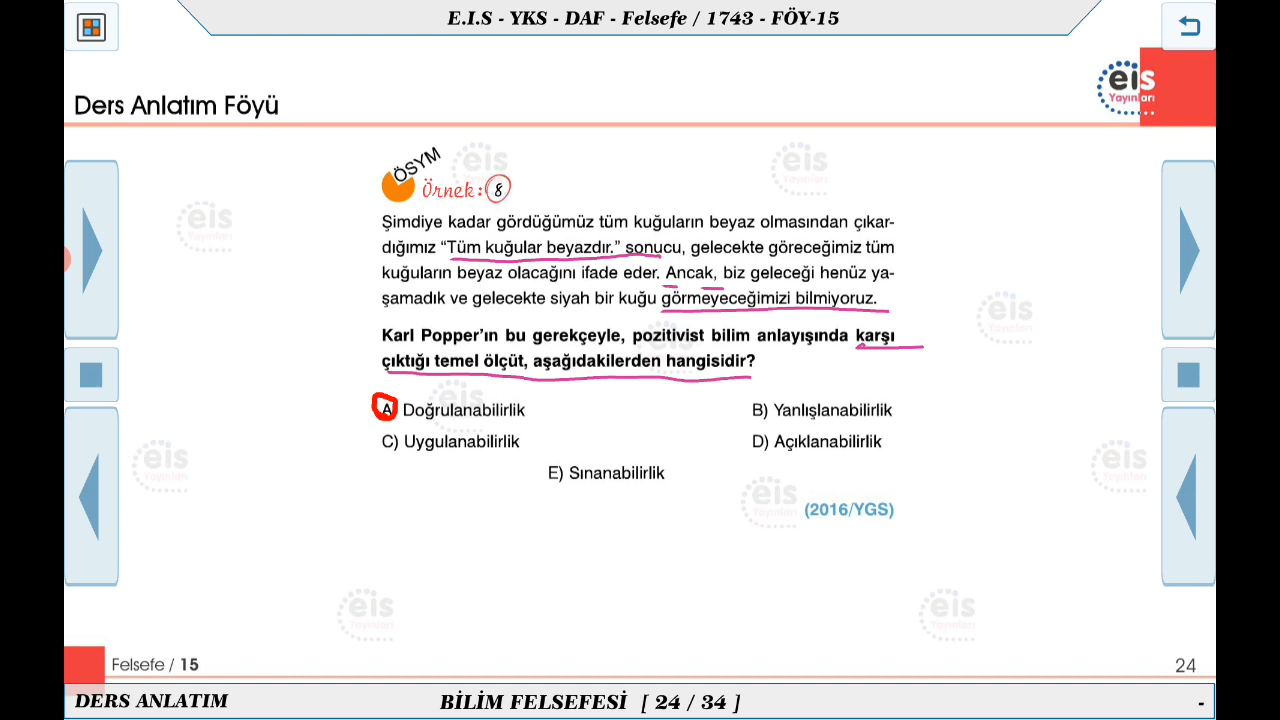 E.I.S - YKS - DAF - Felsefe / 1743 - FÖY-15
eis
Yayınları
Ders Anlatım Föyü
ÖSYM
Örnek: 8
Şimdiye kadar gördüğümüz tüm kuğuların beyaz olmasından çıkar-
dığımız “Tüm kuğular beyazdır.” sonucu, gelecekte göreceğimiz tüm
kuğuların beyaz olacağını ifade eder. Ancak, biz geleceği henüz ya-
şamadık ve gelecekte siyah bir kuğu görmeyeceğimizi bilmiyoruz.
Karl Popper’ın bu gerekçeyle, pozitivist bilim anlayışında karşı
çıktığı temel ölçüt, aşağıdakilerden hangisidir?
A) Doğrulanabilirlik
B) Yanlışlanabilirlik
C) Uygulanabilirlik
D) Açıklanabilirlik
E) Sınanabilirlik
(2016/YGS)
Felsefe / 15
24
DERS ANLATIM
BİLİM FELSEFESİ [ 24 / 34 ]
-